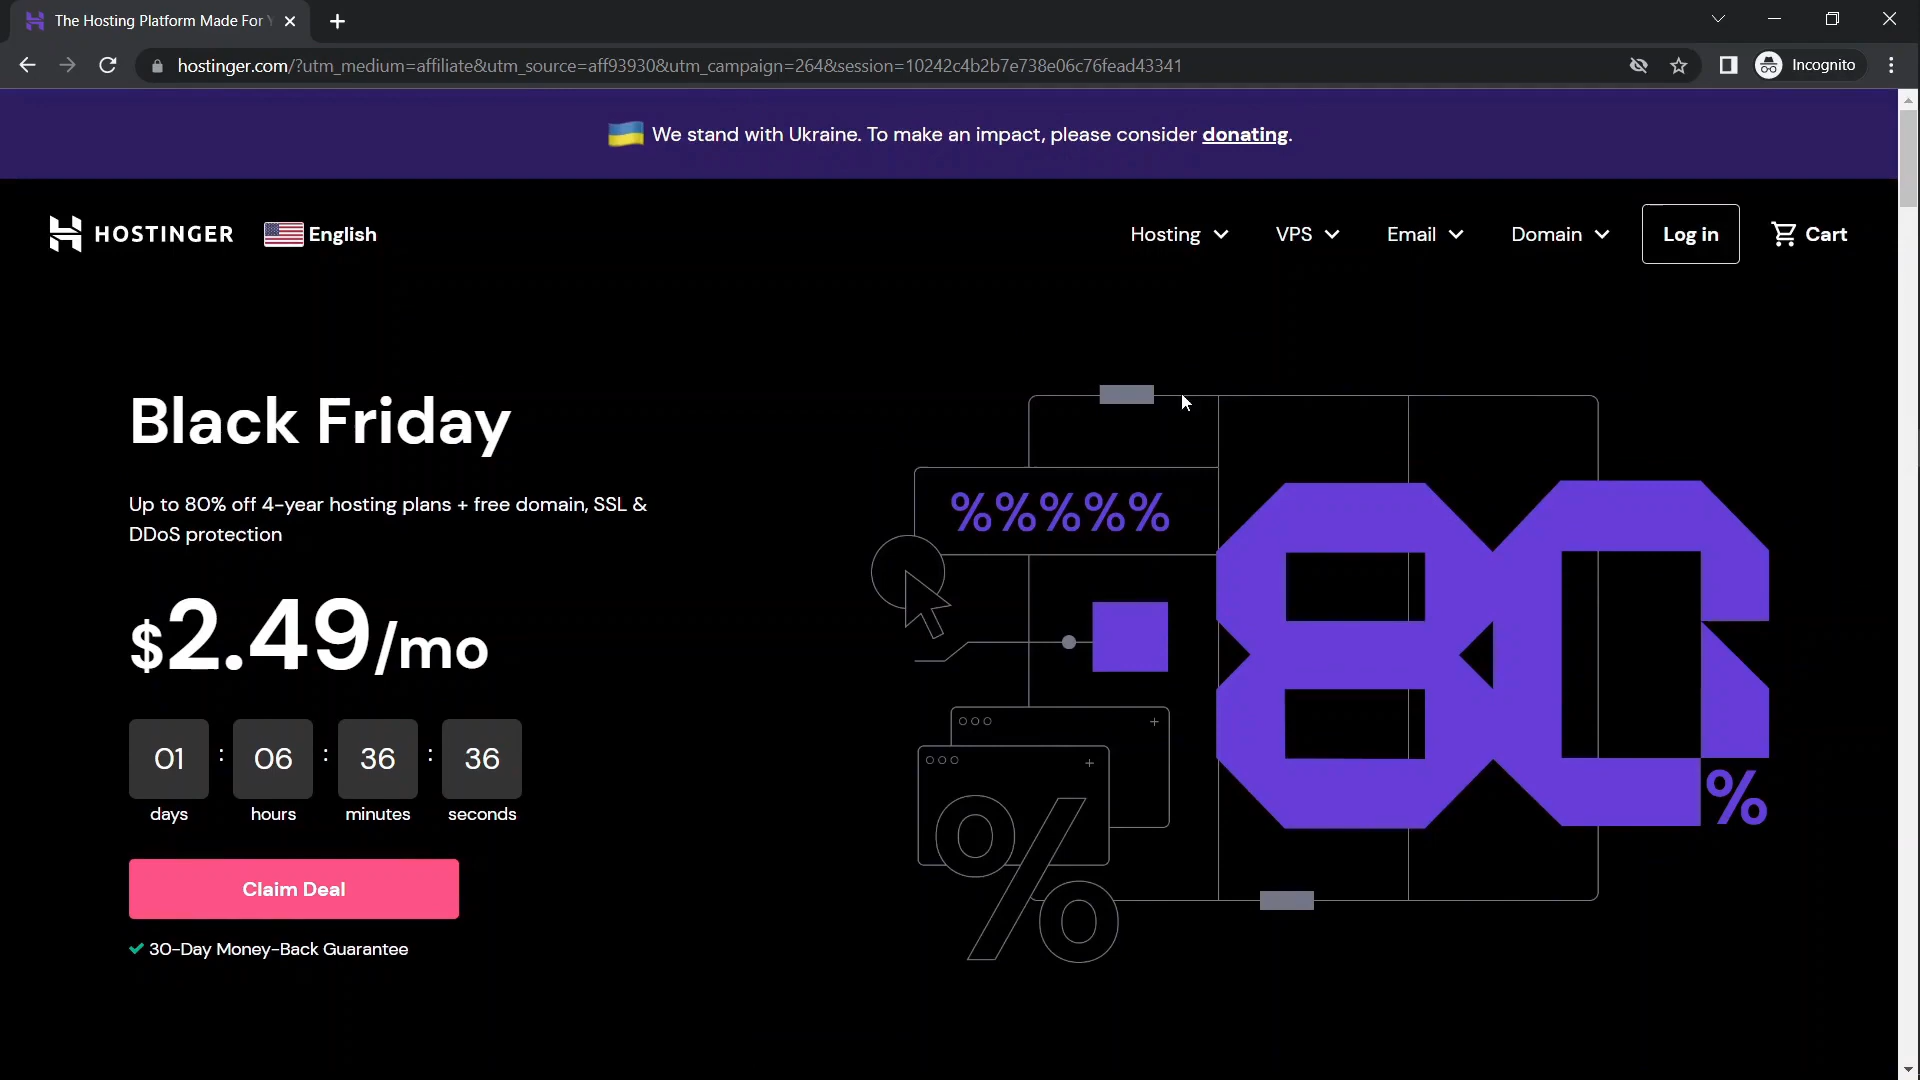 The Hosting Platform Made For Y
hostinger.com/?utm_medium=affiliate&utm_source=aff93930&utm_campaign=264&session=10242c4b2b7e738e06c76fead43341
Incognito
We stand with Ukraine. To make an impact, please consider donating.
HOSTINGER
English
Hosting
VPS
Email
Domain
Log in
Cart
Black Friday
Up to 80% off 4-year hosting plans + free domain, SSL &
DDoS protection
$2.49/mo
01 : 06 : 36 : 36
days hours minutes seconds
Claim Deal
30-Day Money-Back Guarantee
%%%%%
80%
%